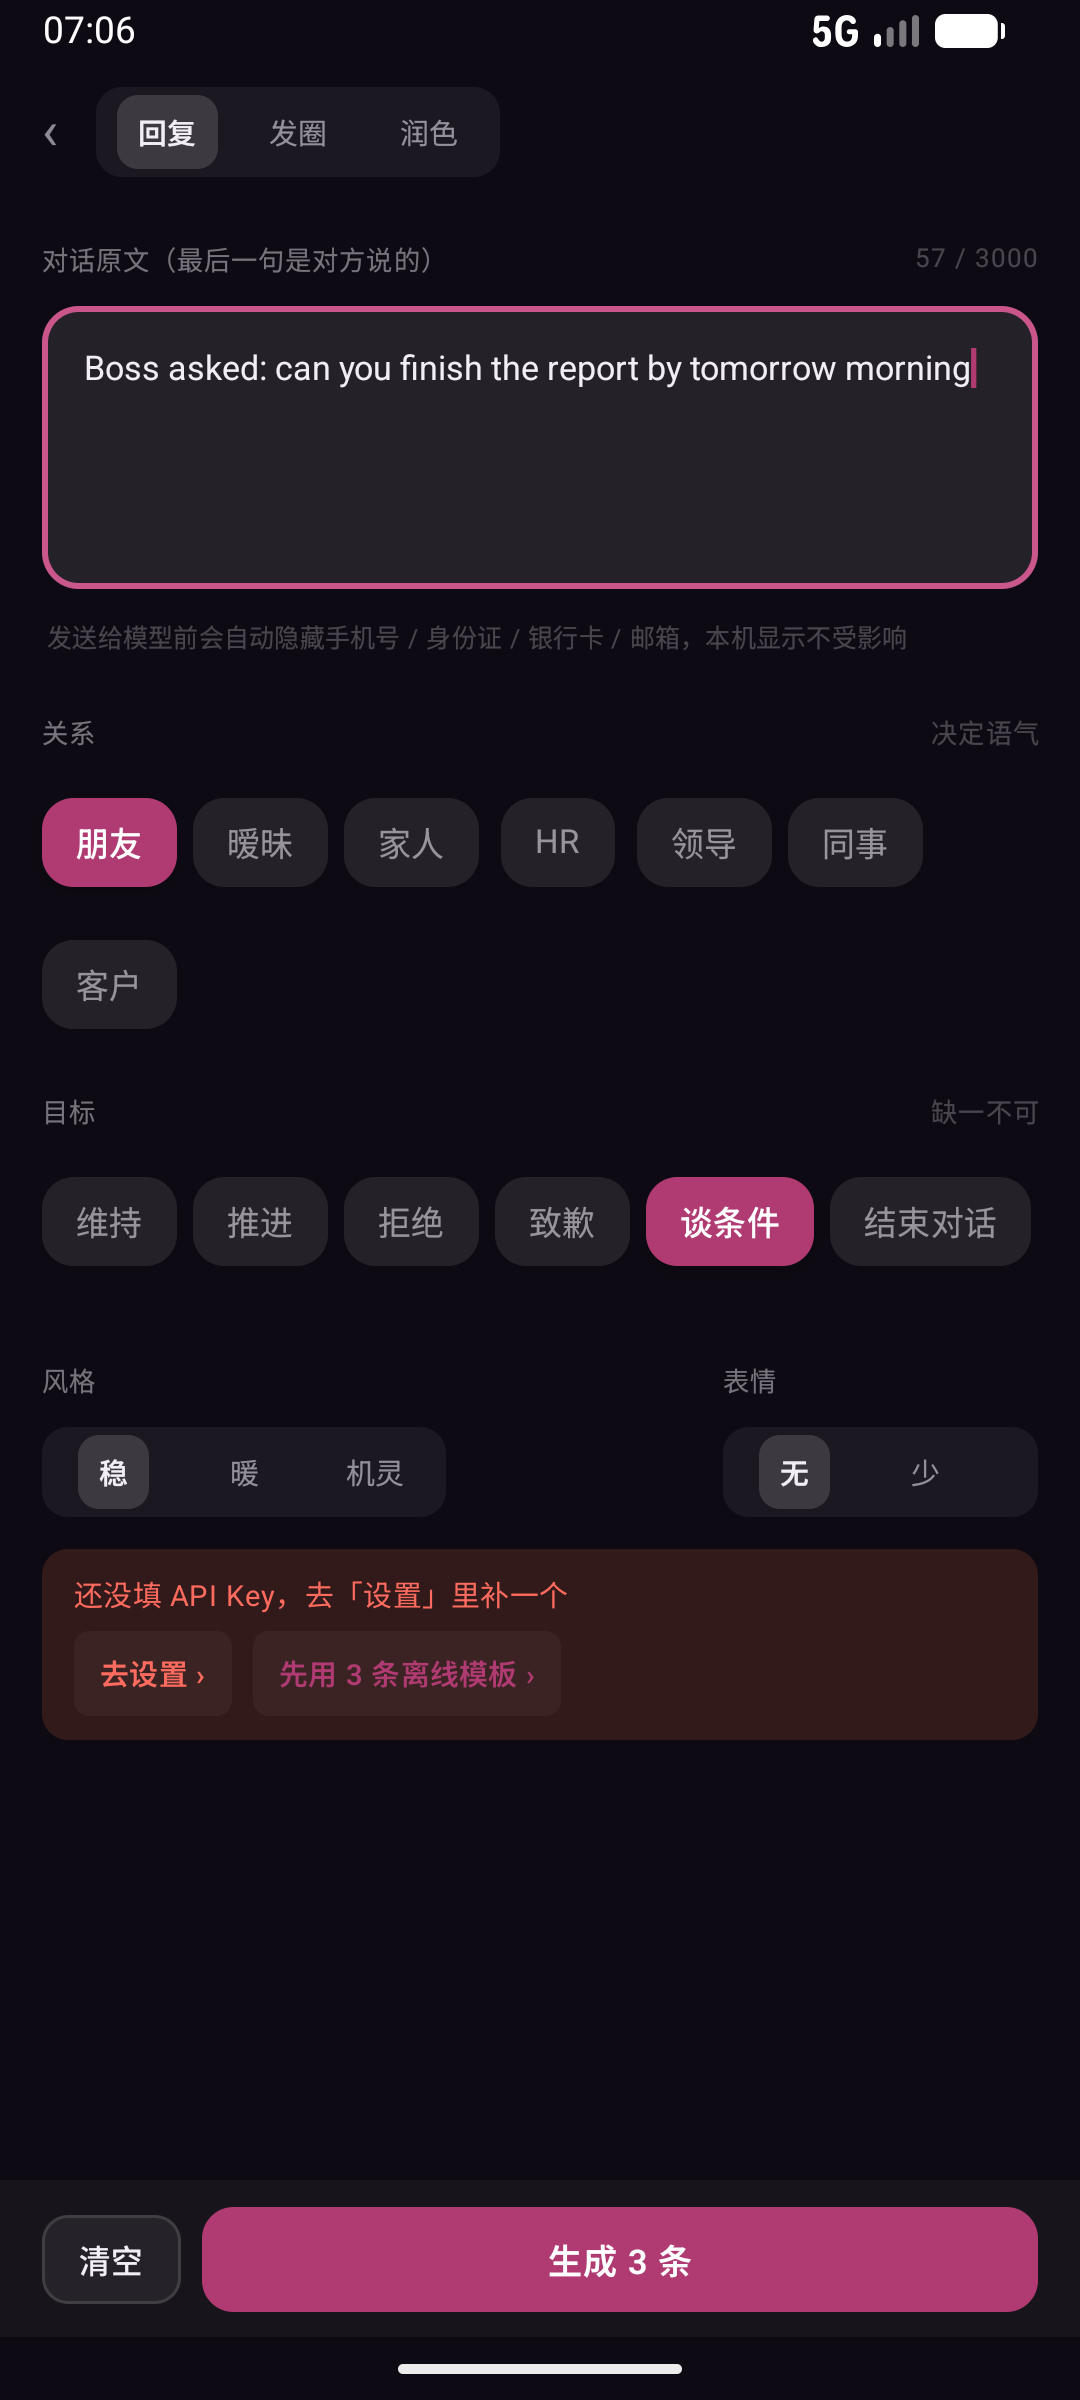 07:06
5G
‹
回复 发圈 润色
对话原文（最后一句是对方说的） 57 / 3000
Boss asked: can you finish the report by tomorrow morning
发送给模型前会自动隐藏手机号 / 身份证 / 银行卡 / 邮箱，本机显示不受影响
关系 决定语气
朋友 暧昧 家人 HR 领导 同事
客户
目标 缺一不可
维持 推进 拒绝 致歉 谈条件 结束对话
风格 表情
稳 暖 机灵 无 少
还没填 API Key，去「设置」里补一个
去设置 › 先用 3 条离线模板 ›
清空 生成 3 条